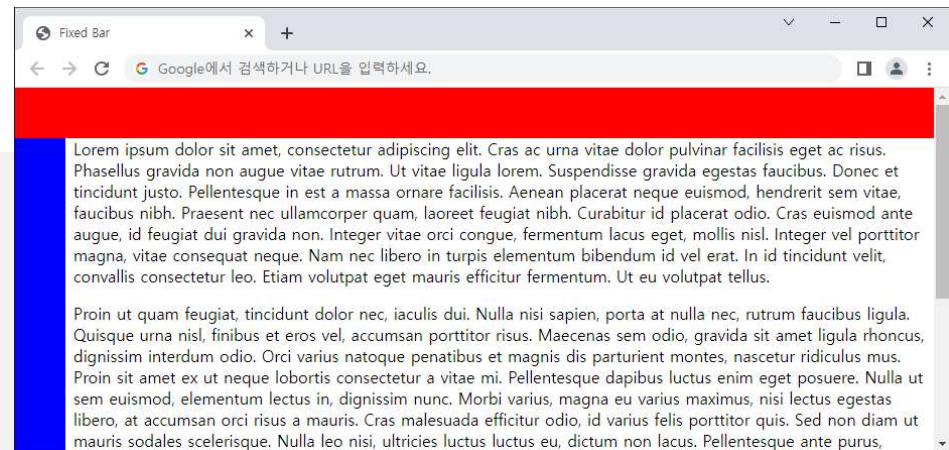 Fixed Bar
Google에서 검색하거나 URL을 입력하세요.
Lorem ipsum dolor sit amet, consectetur adipiscing elit. Cras ac urna vitae dolor pulvinar facilisis eget ac risus.
Phasellus gravida non augue vitae rutrum. Ut vitae ligula lorem. Suspendisse gravida egestas faucibus. Donec et
tincidunt justo. Pellentesque in est a massa ornare facilisis. Aenean placerat neque euismod, hendrerit sem vitae,
faucibus nibh. Praesent nec ullamcorper quam, laoreet feugiat nibh. Curabitur id placerat odio. Cras euismod ante
augue, id feugiat dui gravida non. Integer vitae orci congue, fermentum lacus eget, mollis nisl. Integer vel porttitor
magna, vitae consequat neque. Nam nec libero in turpis elementum bibendum id vel erat. In id tincidunt velit,
convallis consectetur leo. Etiam volutpat eget mauris efficitur fermentum. Ut eu volutpat tellus.
Proin ut quam feugiat, tincidunt dolor nec, iaculis dui. Nulla nisi sapien, porta at nulla nec, rutrum faucibus ligula.
Quisque urna nisl, finibus et eros vel, accumsan porttitor risus. Maecenas sem odio, gravida sit amet ligula rhoncus,
dignissim interdum odio. Orci varius natoque penatibus et magnis dis parturient montes, nascetur ridiculus mus.
Proin sit amet ex ut neque lobortis consectetur a vitae mi. Pellentesque dapibus luctus enim eget posuere. Nulla ut
sem euismod, elementum lectus in, dignissim nunc. Morbi varius, magna eu varius maximus, nisi lectus egestas
libero, at accumsan orci risus a mauris. Cras malesuada efficitur odio, id varius felis porttitor quis. Sed non diam ut
mauris sodales scelerisque. Nulla leo nisi, ultricies luctus luctus eu, dictum non lacus. Pellentesque ante purus,